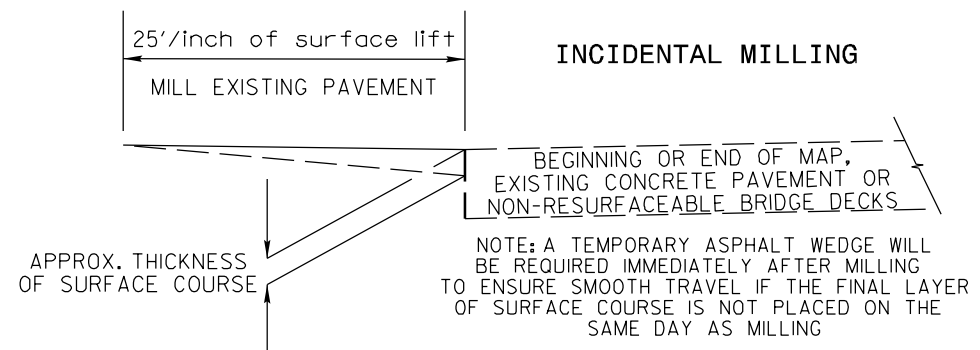 25'/inch of surface lift
MILL EXISTING PAVEMENT
INCIDENTAL MILLING
BEGINNING OR END OF MAP,
EXISTING CONCRETE PAVEMENT OR
NON-RESURFACEABLE BRIDGE DECKS
APPROX. THICKNESS
OF SURFACE COURSE
NOTE: A TEMPORARY ASPHALT WEDGE WILL
BE REQUIRED IMMEDIATELY AFTER MILLING
TO ENSURE SMOOTH TRAVEL IF THE FINAL LAYER
OF SURFACE COURSE IS NOT PLACED ON THE
SAME DAY AS MILLING